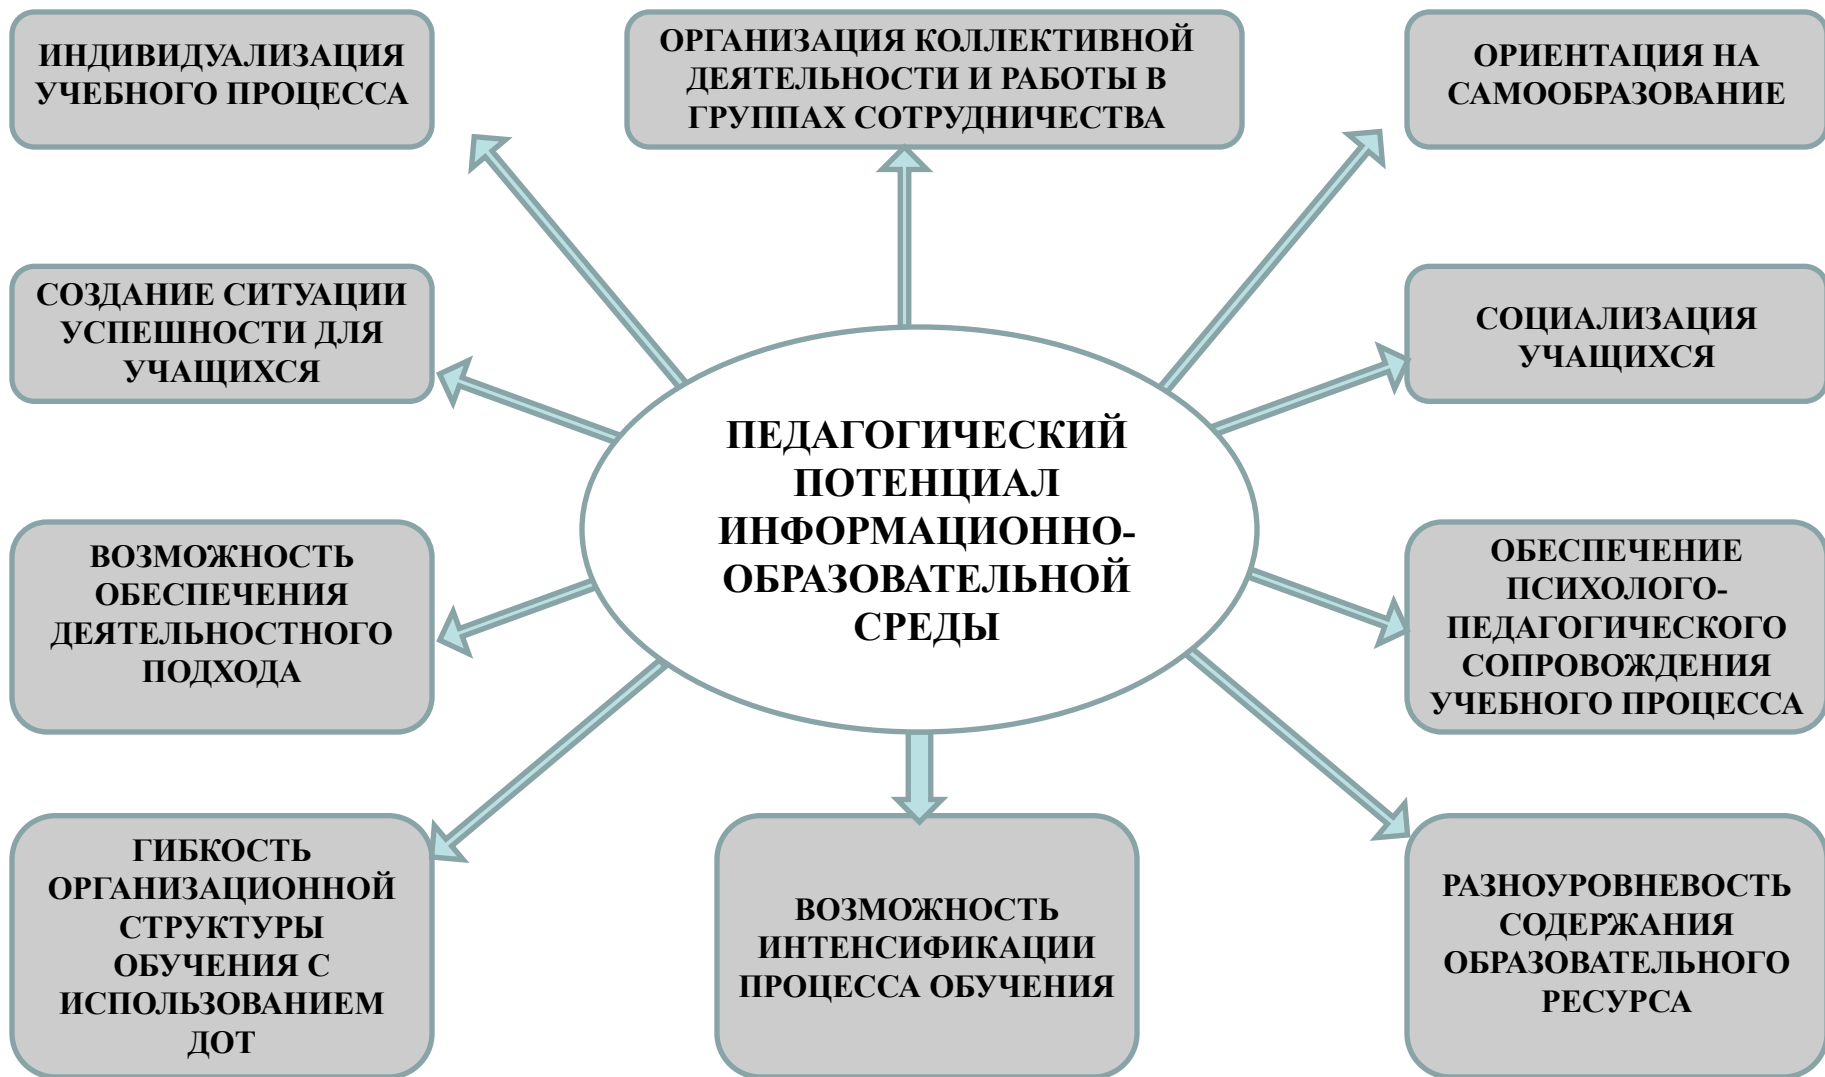 ИНДИВИДУАЛИЗАЦИЯ
УЧЕБНОГО ПРОЦЕССА
ОРГАНИЗАЦИЯ КОЛЛЕКТИВНОЙ
ДЕЯТЕЛЬНОСТИ И РАБОТЫ В
ГРУППАХ СОТРУДНИЧЕСТВА
ОРИЕНТАЦИЯ НА
САМООБРАЗОВАНИЕ
СОЗДАНИЕ СИТУАЦИИ
УСПЕШНОСТИ ДЛЯ
УЧАЩИХСЯ
СОЦИАЛИЗАЦИЯ
УЧАЩИХСЯ
ПЕДАГОГИЧЕСКИЙ
ПОТЕНЦИАЛ
ИНФОРМАЦИОННО-
ОБРАЗОВАТЕЛЬНОЙ
СРЕДЫ
ВОЗМОЖНОСТЬ
ОБЕСПЕЧЕНИЯ
ДЕЯТЕЛЬНОСТНОГО
ПОДХОДА
ОБЕСПЕЧЕНИЕ
ПСИХОЛОГО-
ПЕДАГОГИЧЕСКОГО
СОПРОВОЖДЕНИЯ
УЧЕБНОГО ПРОЦЕССА
ГИБКОСТЬ
ОРГАНИЗАЦИОННОЙ
СТРУКТУРЫ
ОБУЧЕНИЯ С
ИСПОЛЬЗОВАНИЕМ
ДОТ
ВОЗМОЖНОСТЬ
ИНТЕНСИФИКАЦИИ
ПРОЦЕССА ОБУЧЕНИЯ
РАЗНОУРОВНЕВОСТЬ
СОДЕРЖАНИЯ
ОБРАЗОВАТЕЛЬНОГО
РЕСУРСА